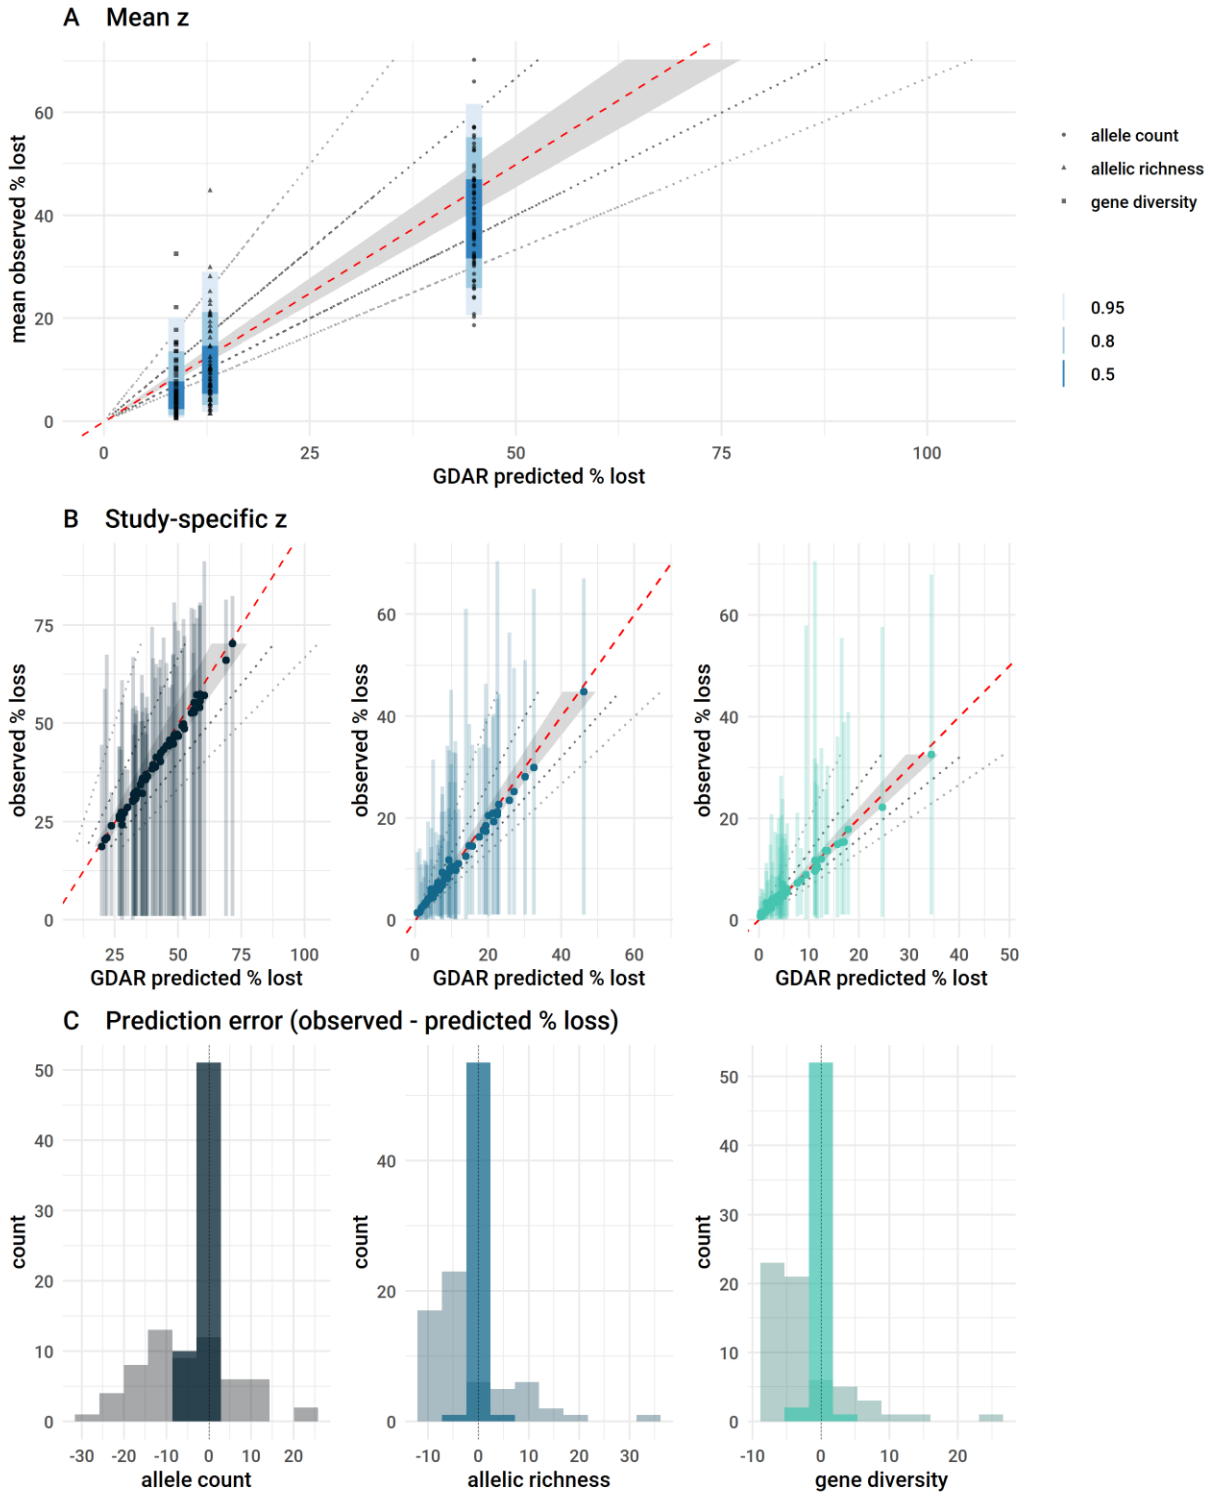 A Mean z
60
40
20
0
mean observed % lost
0 25 50 75 100
GDAR predicted % lost
allele count
allelic richness
gene diversity
0.95
0.8
0.5
B Study-specific z
75
50
25
0
observed % loss
25 50 75 100
GDAR predicted % lost
60
40
20
0
observed % loss
0 20 40 60
GDAR predicted % lost
60
40
20
0
observed % loss
0 10 20 30 40 50
GDAR predicted % lost
C Prediction error (observed - predicted % loss)
50
40
30
20
10
0
count
-30 -20 -10 0 10 20
allele count
40
20
0
count
-10 0 10 20 30
allelic richness
50
40
30
20
10
0
count
-10 0 10 20
gene diversity